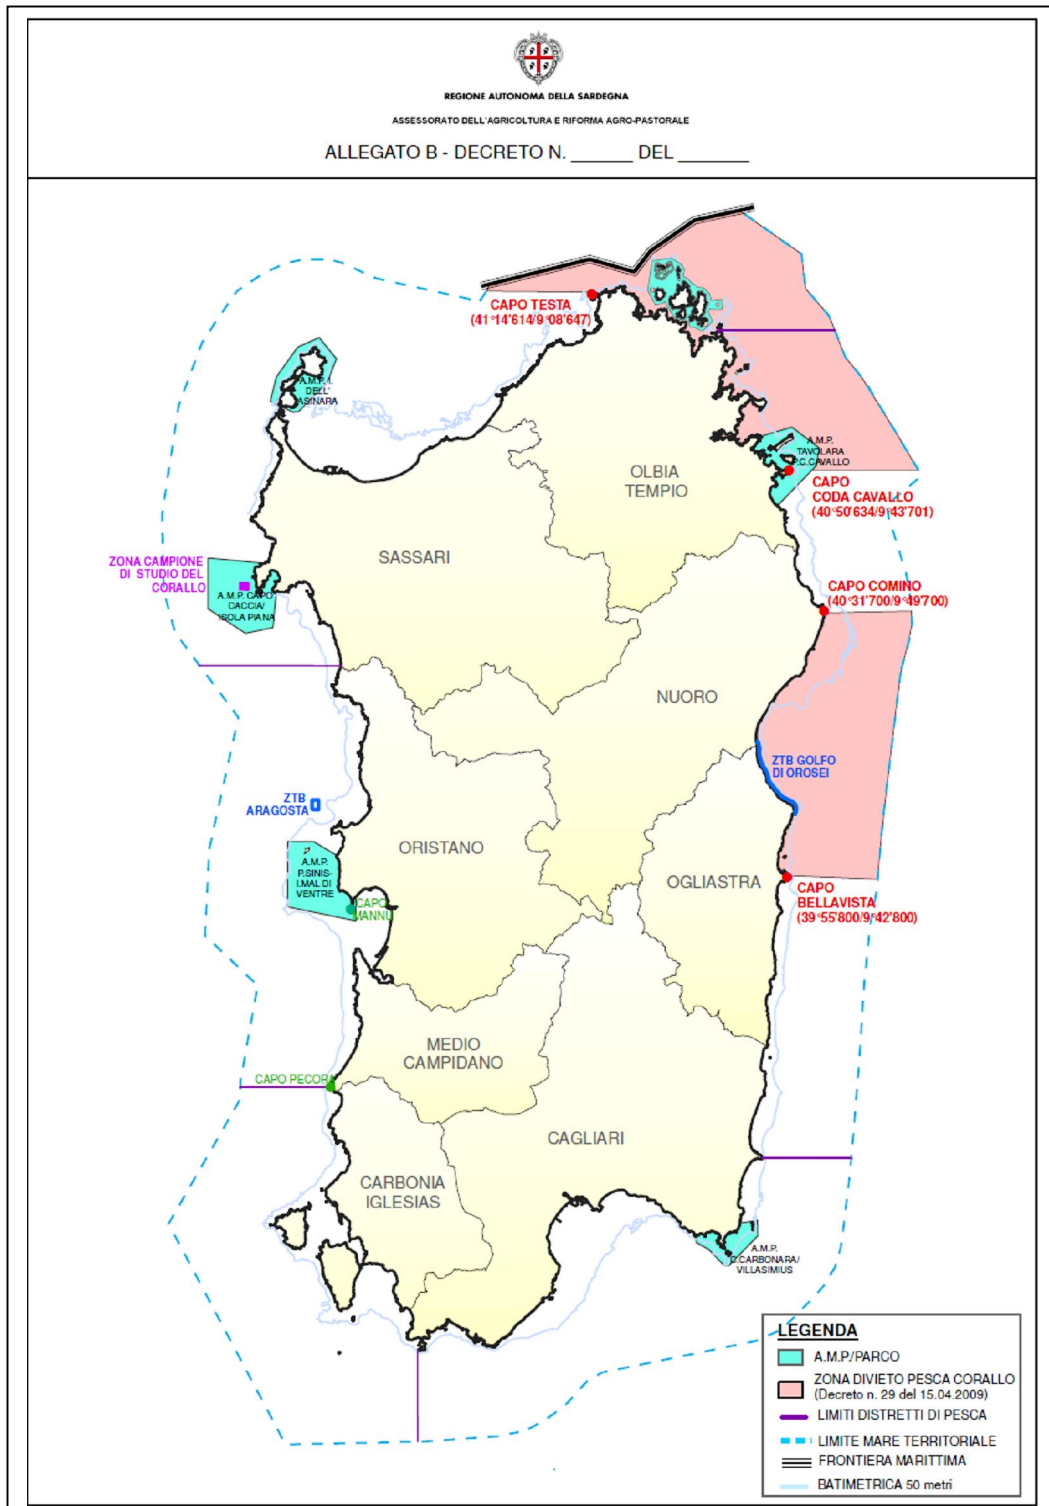 REGIONE AUTONOMA DELLA SARDEGNA
ASSESSORATO DELL'AGRICOLTURA E RIFORMA AGRO-PASTORALE
ALLEGATO B - DECRETO N. ______ DEL _______
CAPO TESTA
(41°14'614/9°08'647)
A.M.P. I.
DELL'
ASINARA
A.M.P.
TAVOLARA
P.C.CAVALLO
OLBIA
TEMPIO
CAPO
CODA CAVALLO
(40°50'634/9°43'701)
SASSARI
ZONA CAMPIONE
DI STUDIO DEL
CORALLO
A.M.P. CAPO
CACCIA/
ISOLA PIANA
CAPO COMINO
(40°31'700/9°49'700)
NUORO
ZTB GOLFO
DI OROSEI
ZTB
ARAGOSTA
ORISTANO
A.M.P.
P.SINIS-
I.MAL DI
VENTRE
CAPO
MANNU
OGLIASTRA
CAPO
BELLAVISTA
(39°55'800/9°42'800)
MEDIO
CAMPIDANO
CAPO PECORA
CAGLIARI
CARBONIA
IGLESIAS
A.M.P.
C.CARBONARA/
VILLASIMIUS
LEGENDA
A.M.P./PARCO
ZONA DIVIETO PESCA CORALLO
(Decreto n. 29 del 15.04.2009)
LIMITI DISTRETTI DI PESCA
LIMITE MARE TERRITORIALE
FRONTIERA MARITTIMA
BATIMETRICA 50 metri